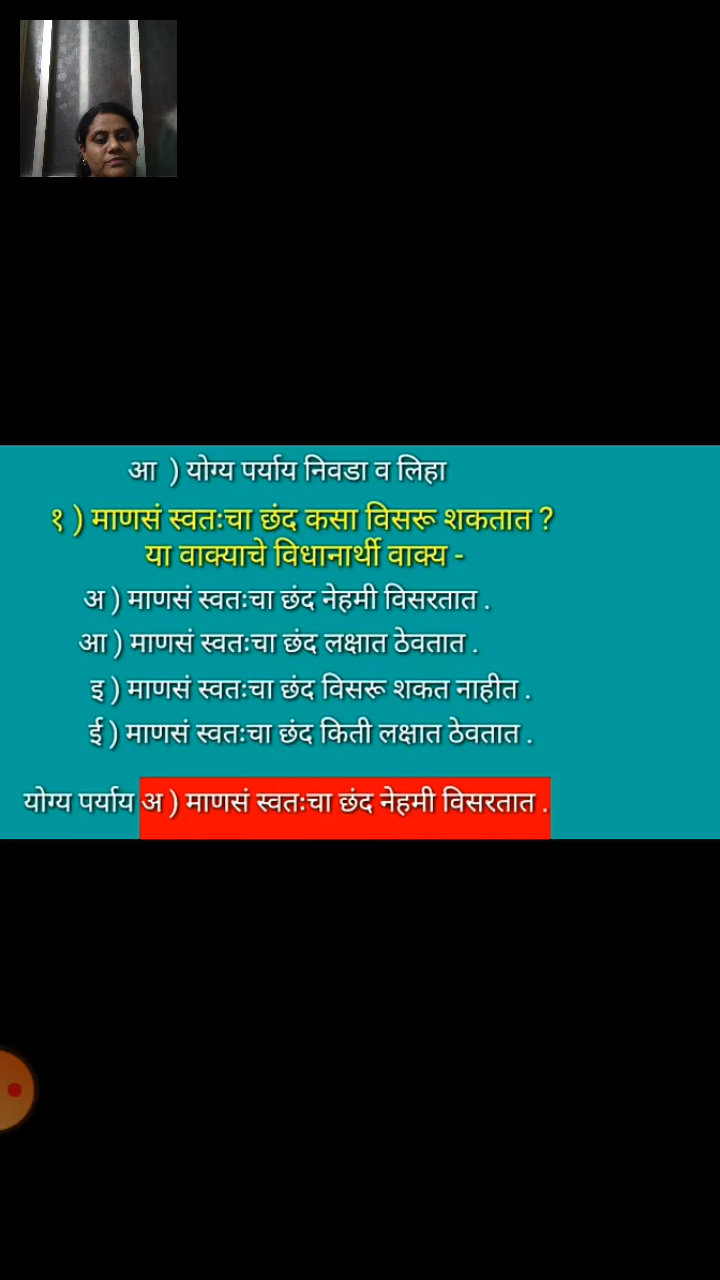 आ ) योग्य पर्याय निवडा व लिहा
१ ) माणसं स्वतःचा छंद कसा विसरू शकतात ?
या वाक्याचे विधानार्थी वाक्य -
अ ) माणसं स्वतःचा छंद नेहमी विसरतात .
आ ) माणसं स्वतःचा छंद लक्षात ठेवतात .
इ ) माणसं स्वतःचा छंद विसरू शकत नाहीत .
ई ) माणसं स्वतःचा छंद किती लक्षात ठेवतात .
योग्य पर्याय अ ) माणसं स्वतःचा छंद नेहमी विसरतात .